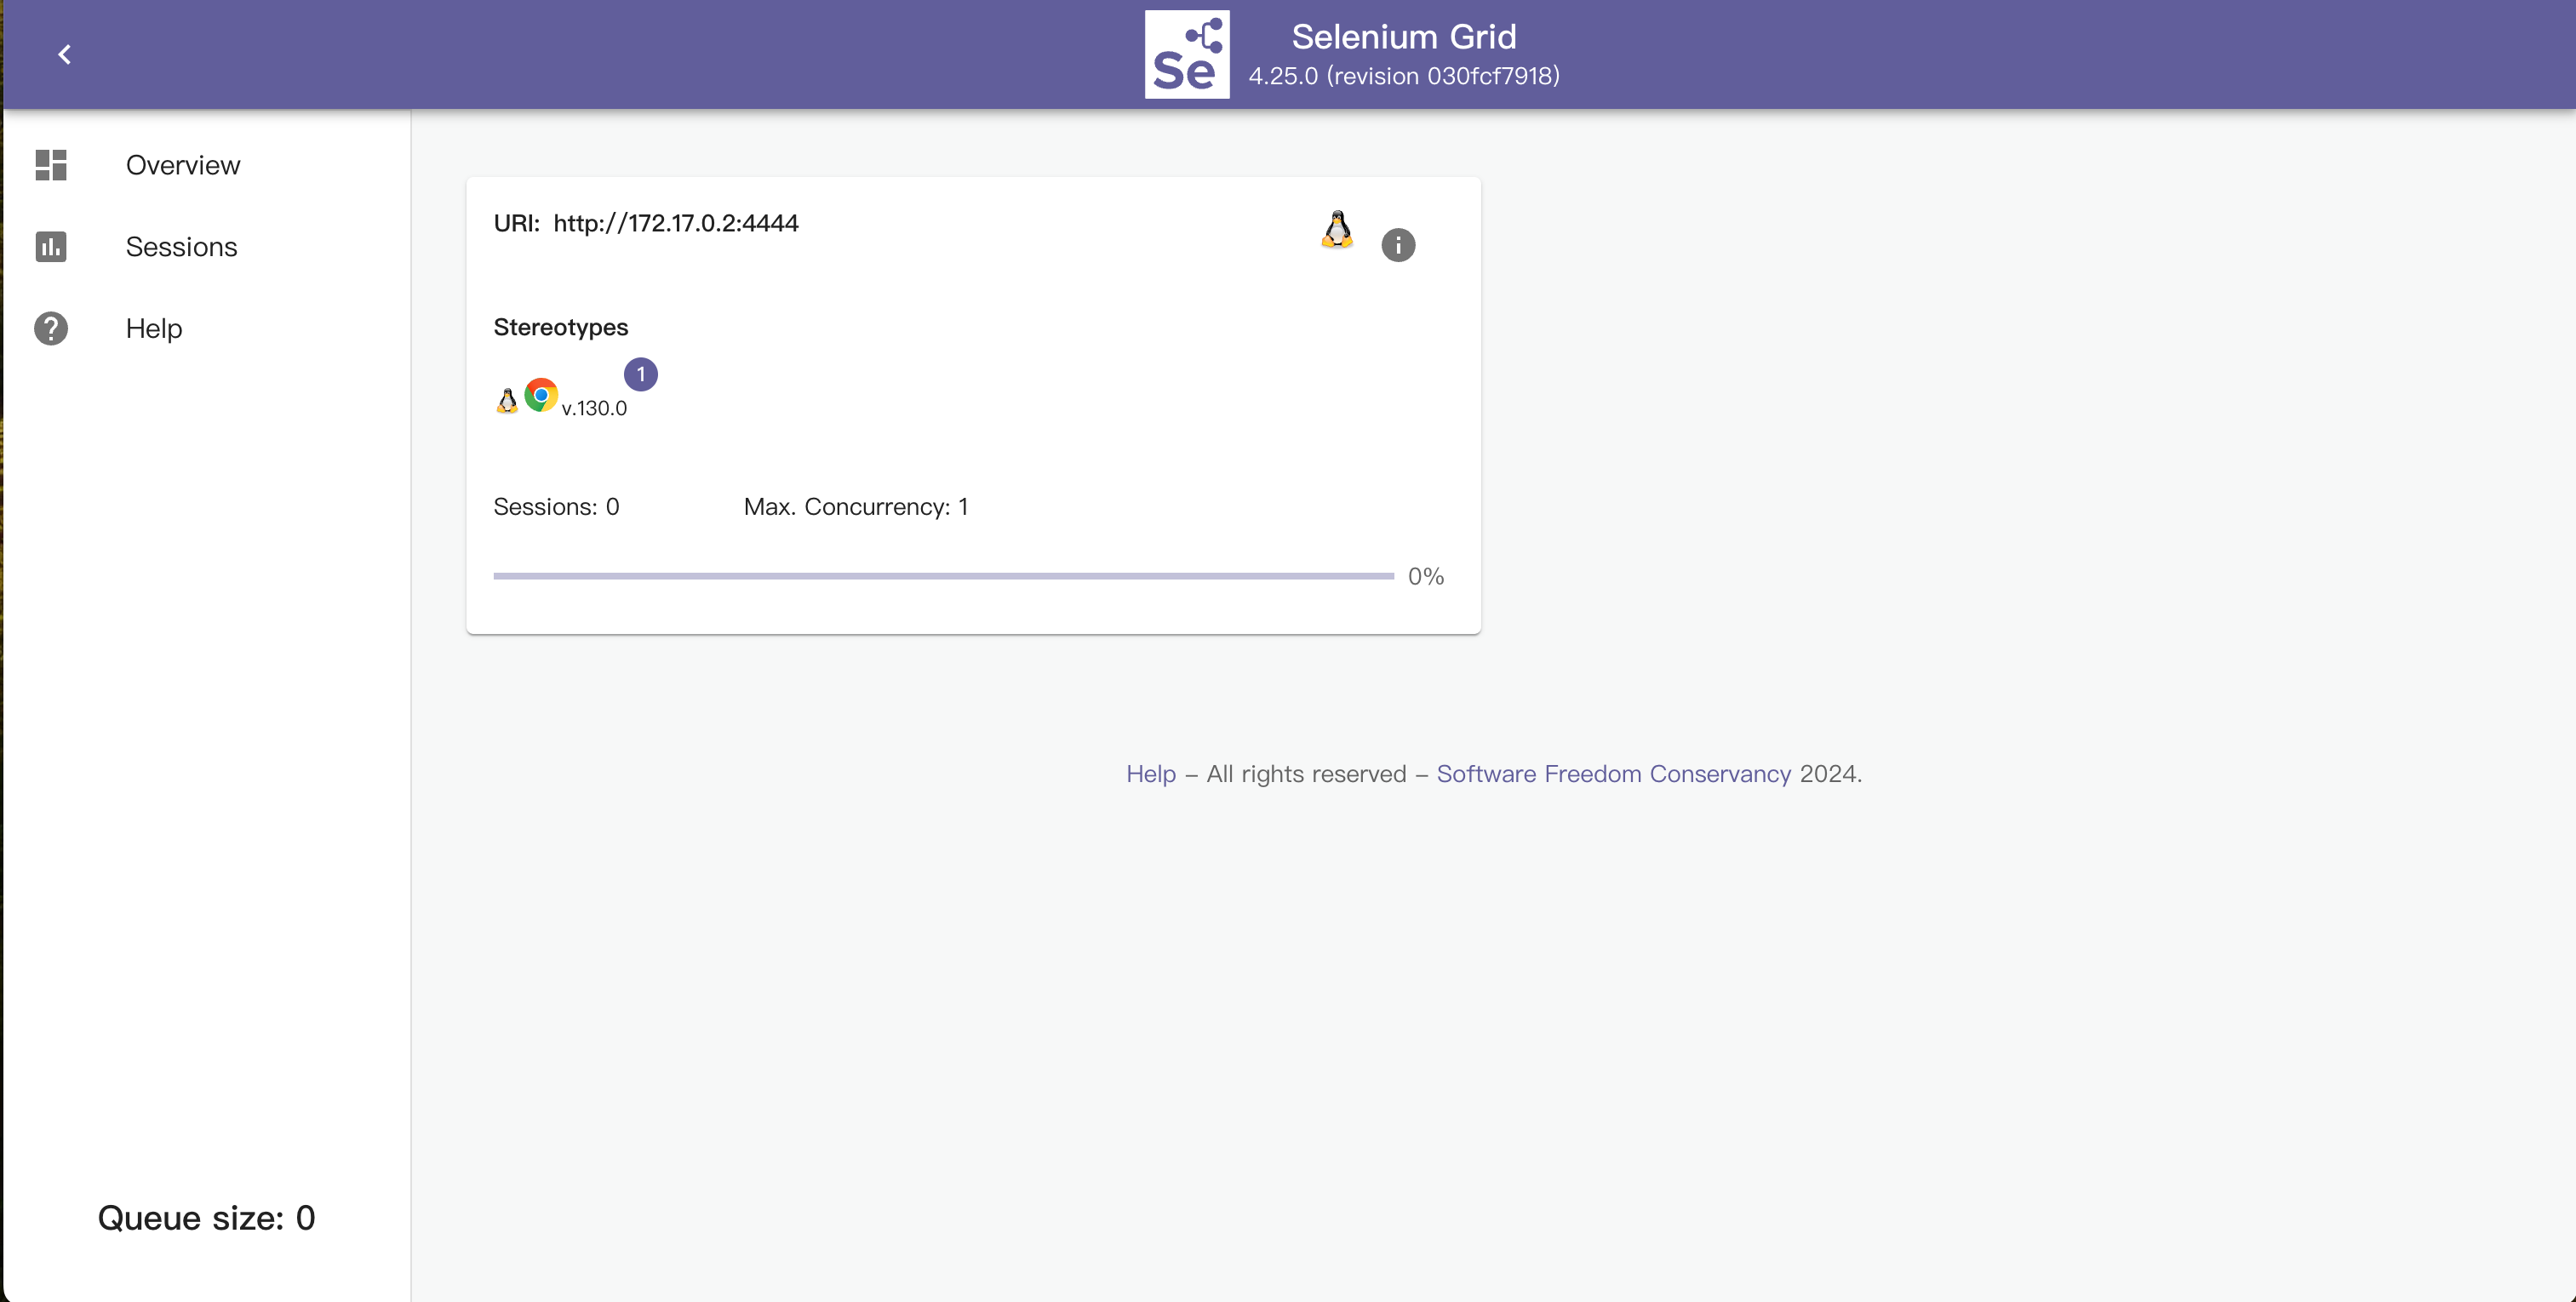 Se
Selenium Grid
4.25.0 (revision 030fcf7918)
Overview
Sessions
Help
URI: http://172.17.0.2:4444
Stereotypes
v.130.0
1
Sessions: 0
Max. Concurrency: 1
0%
Help – All rights reserved – Software Freedom Conservancy 2024.
Queue size: 0